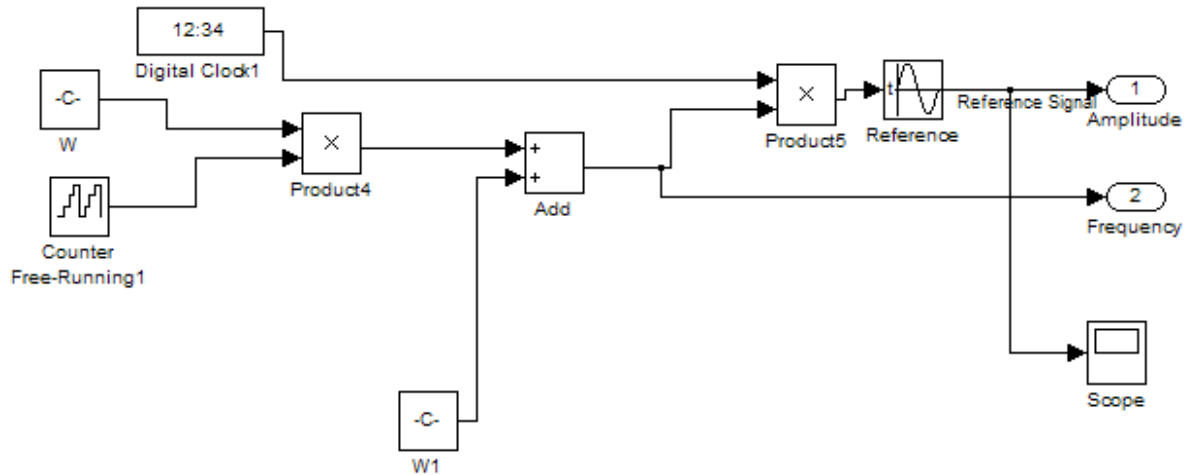 12:34
Digital Clock1
-C-
W
×
Product4
Counter
Free-Running1
+
+
Add
-C-
W1
×
Product5
t
Reference
Reference Signal
1
Amplitude
2
Frequency
Scope